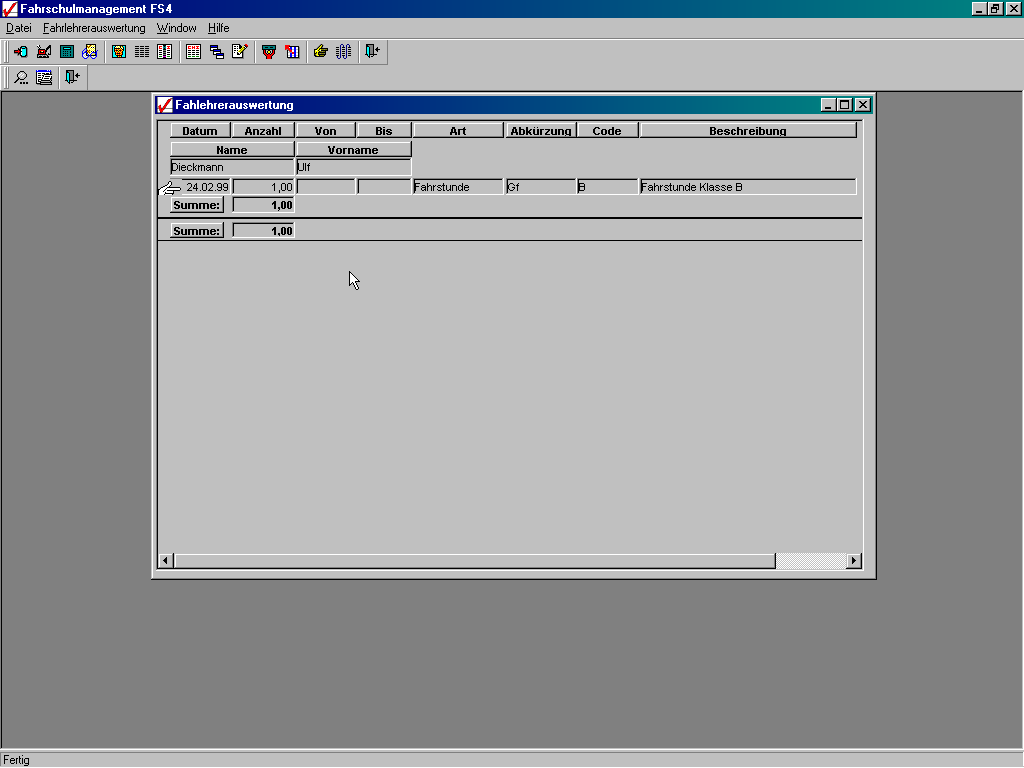 Fahrschulmanagement FS4
Datei Fahrlehrerauswertung Window Hilfe
Fahlehrerauswertung
Datum Anzahl Von Bis Art Abkürzung Code Beschreibung
Name Vorname
Dieckmann Ulf
24.02.99 1,00 Fahrstunde Gf B Fahrstunde Klasse B
Summe: 1,00
Summe: 1,00
Fertig